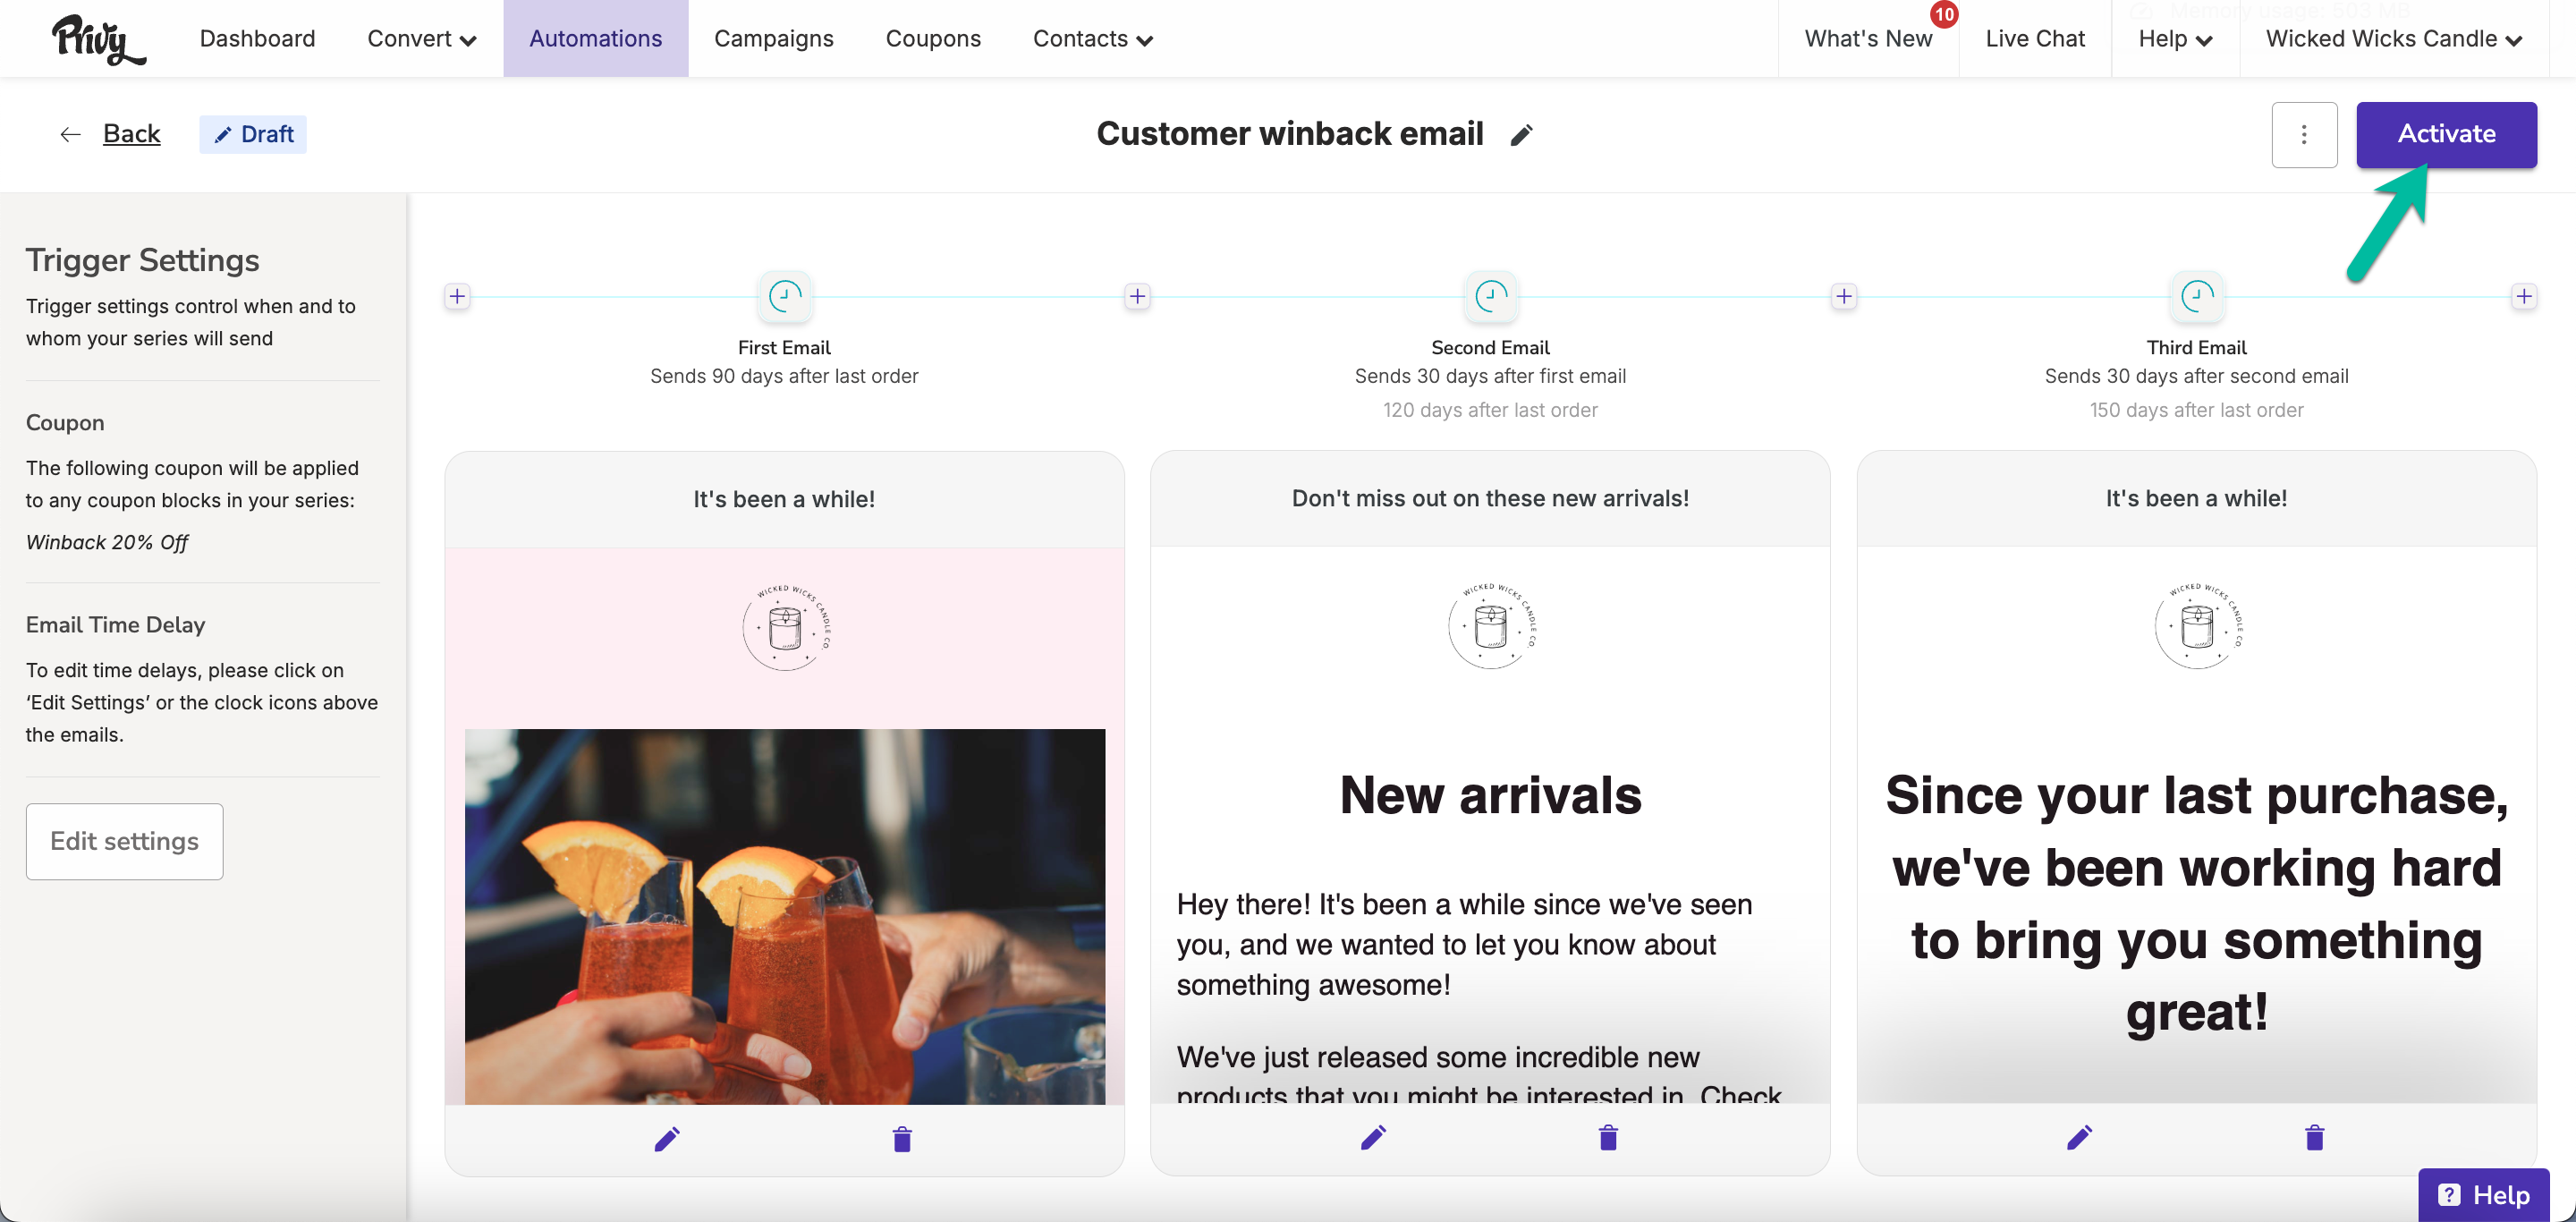 Memory usage: 503 MB
Privy
Dashboard
Convert
Automations
Campaigns
Coupons
Contacts
What's New
10
Live Chat
Help
Wicked Wicks Candle
Back
Draft
Customer winback email
Activate
Trigger Settings
Trigger settings control when and to
whom your series will send
Coupon
The following coupon will be applied
to any coupon blocks in your series:
Winback 20% Off
Email Time Delay
To edit time delays, please click on
‘Edit Settings’ or the clock icons above
the emails.
Edit settings
First Email
Sends 90 days after last order
It's been a while!
WICKED WICKS CANDLE CO.
Second Email
Sends 30 days after first email
120 days after last order
Don't miss out on these new arrivals!
WICKED WICKS CANDLE CO.
New arrivals
Hey there! It's been a while since we've seen
you, and we wanted to let you know about
something awesome!
We've just released some incredible new
products that you might be interested in. Check
Third Email
Sends 30 days after second email
150 days after last order
It's been a while!
WICKED WICKS CANDLE CO.
Since your last purchase,
we've been working hard
to bring you something
great!
? Help